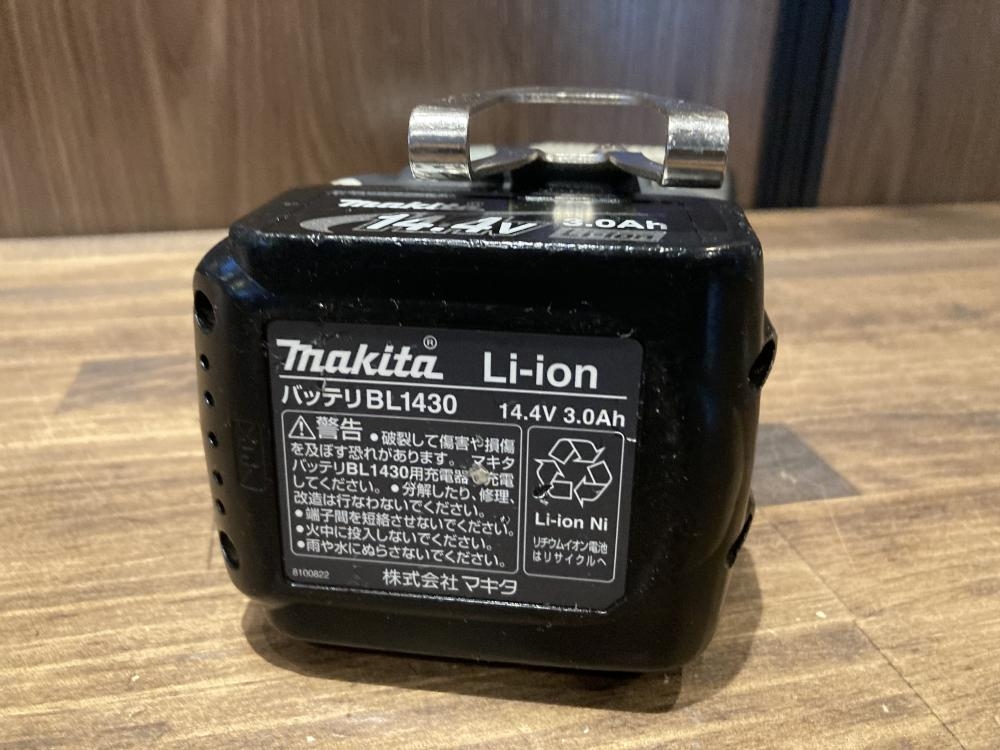 makita
14.4V 3.0Ah
Li-ion
makita® Li-ion
バッテリBL1430 14.4V 3.0Ah
警告 ●破裂して傷害や損傷
を及ぼす恐れがあります。 マキタ
バッテリBL1430用充電器 充電
してください。 ●分解したり、修理、
改造は行なわないでください。
●端子間を短絡させないでください。
●火中に投入しないでください。
●雨や水にぬらさないでください。
Li-ion Ni
リチウムイオン電池
はリサイクルへ
8100822 株式会社マキタ